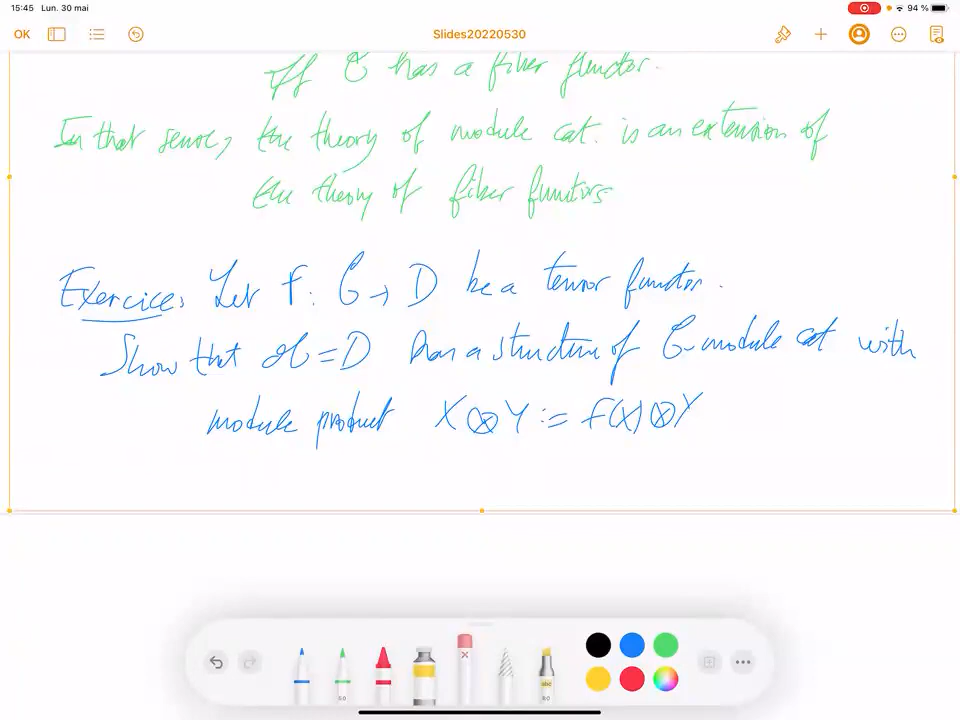 15:45 Lun. 30 mai
94 %
OK
Slides20220530
iff C has a fiber functor.
In that sense, the theory of module cat. is an extension of
the theory of fiber functors
Exercice: Let F: C → D be a tensor functor.
Show that M = D has a structure of C-module cat with
module product X ⊗ Y := F(X) ⊗ Y